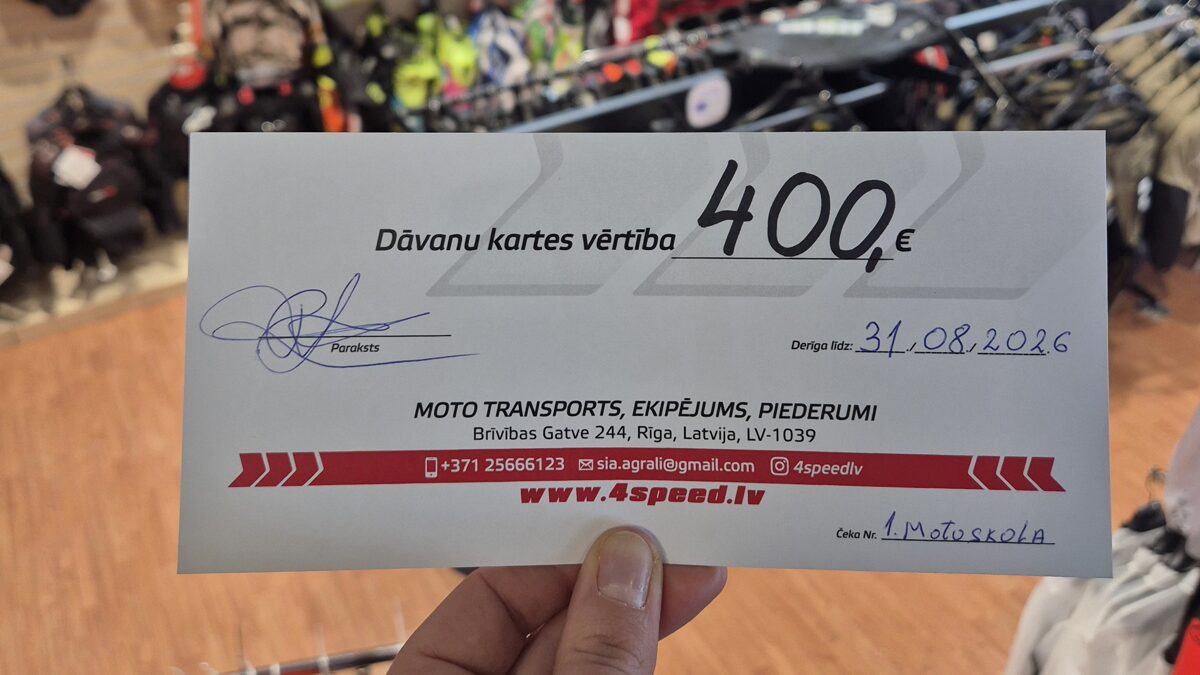 Dāvanu kartes vērtība 400, €
Paraksts
Derīga līdz: 31.,08.,2026
MOTO TRANSPORTS, EKIPĒJUMS, PIEDERUMI
Brīvības Gatve 244, Rīga, Latvija, LV-1039
+371 25666123 sia.agrali@gmail.com 4speedlv
www.4speed.lv
Čeka Nr. 1. MOTOSKOLA